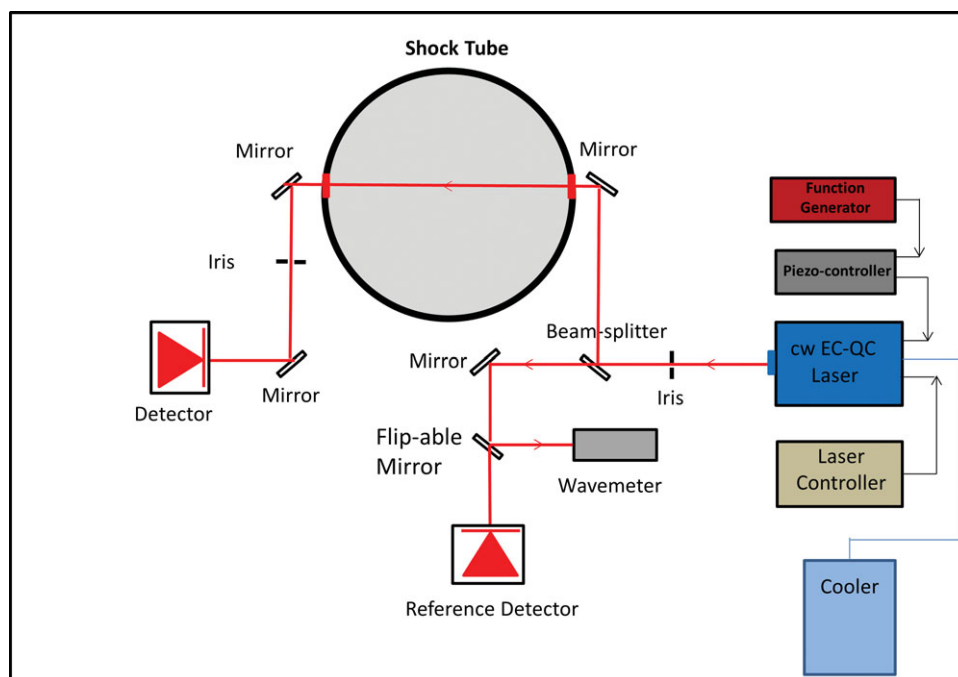 Shock Tube
Mirror
Mirror
Function
Generator
Iris
Piezo-controller
Beam-splitter
Mirror
cw EC-QC
Laser
Mirror
Iris
Detector
Flip-able
Mirror
Wavemeter
Laser
Controller
Cooler
Reference Detector